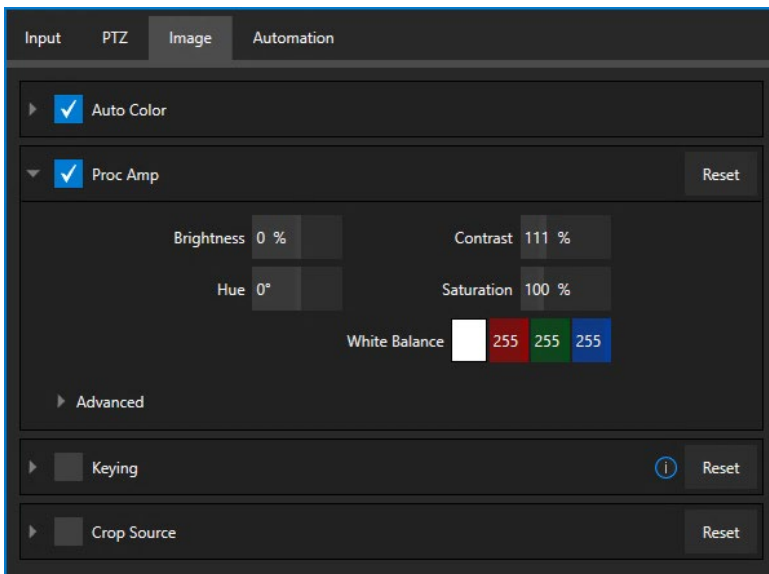 Input PTZ Image Automation
Auto Color
Proc Amp Reset
Brightness 0 % Contrast 111 %
Hue 0° Saturation 100 %
White Balance 255 255 255
Advanced
Keying i Reset
Crop Source Reset